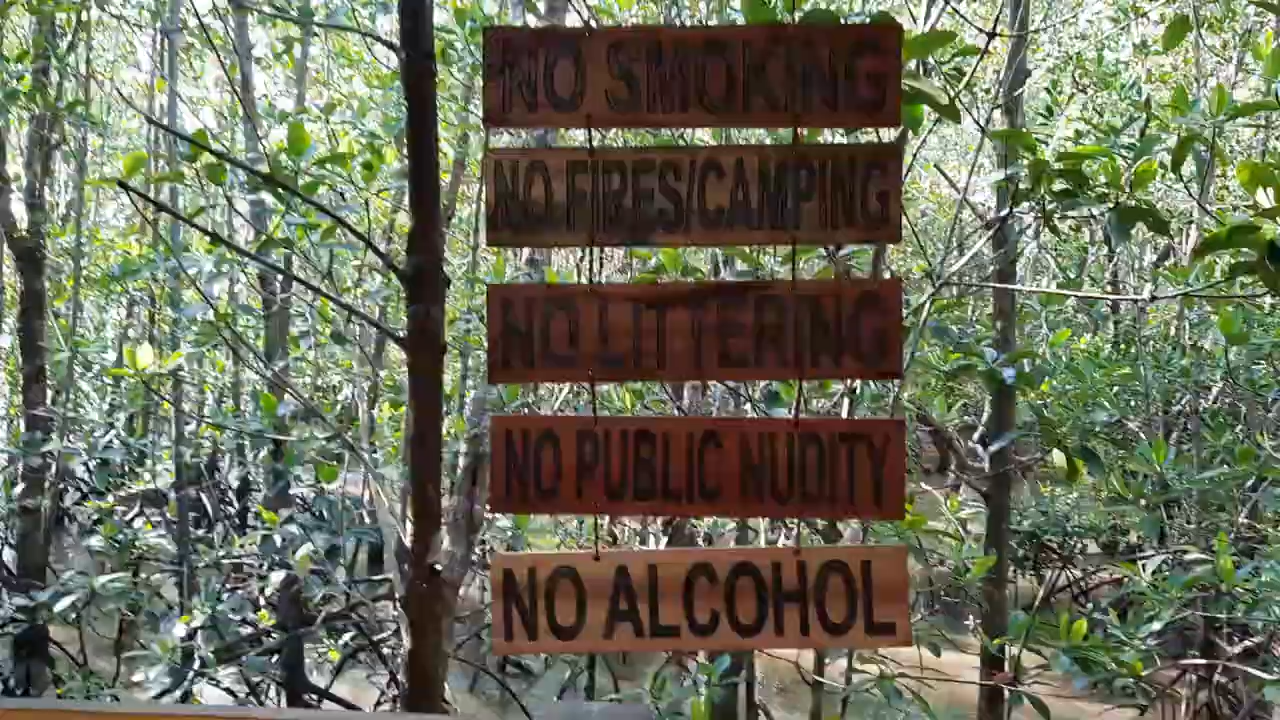 NO SMOKING
NO FIRES/CAMPING
NO LITTERING
NO PUBLIC NUDITY
NO ALCOHOL